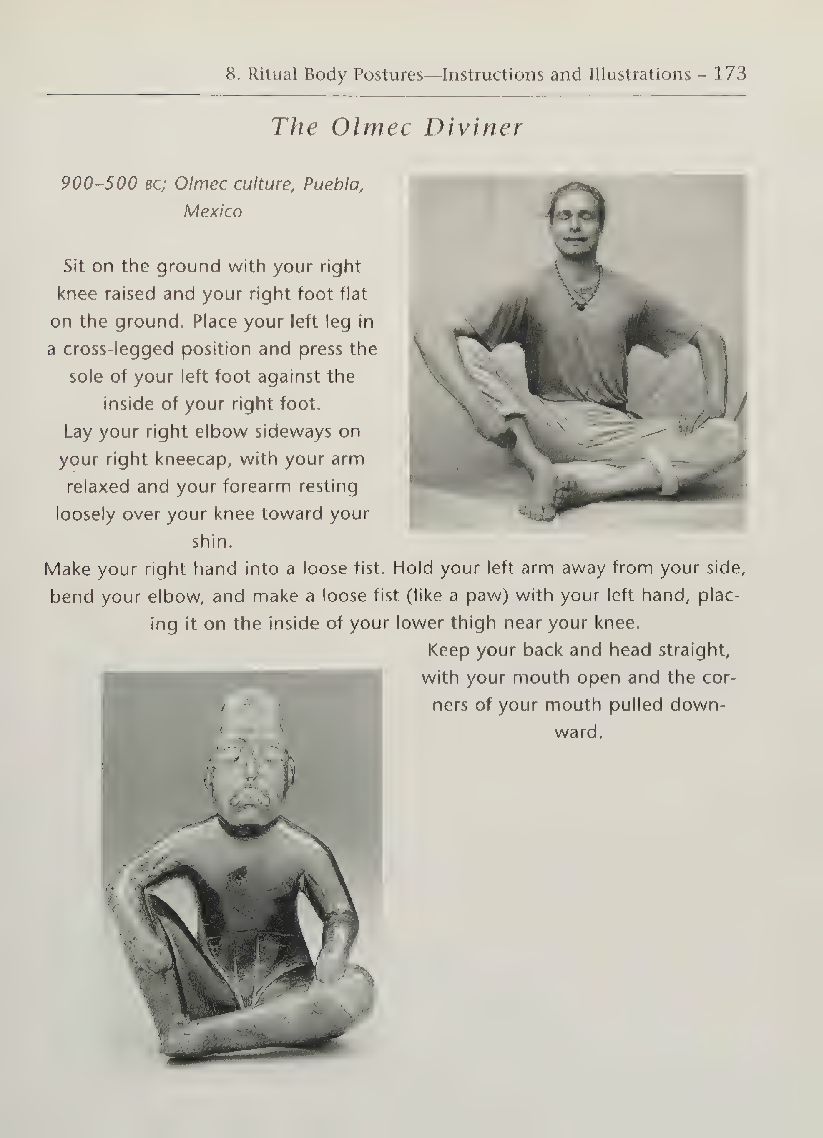 8. Ritual Body Postures—Instructions and Illustrations – 173
The Olmec Diviner
900–500 BC; Olmec culture, Puebla,
Mexico
Sit on the ground with your right
knee raised and your right foot flat
on the ground. Place your left leg in
a cross-legged position and press the
sole of your left foot against the
inside of your right foot.
Lay your right elbow sideways on
your right kneecap, with your arm
relaxed and your forearm resting
loosely over your knee toward your
shin.
Make your right hand into a loose fist. Hold your left arm away from your side,
bend your elbow, and make a loose fist (like a paw) with your left hand, plac-
ing it on the inside of your lower thigh near your knee.
Keep your back and head straight,
with your mouth open and the cor-
ners of your mouth pulled down-
ward.